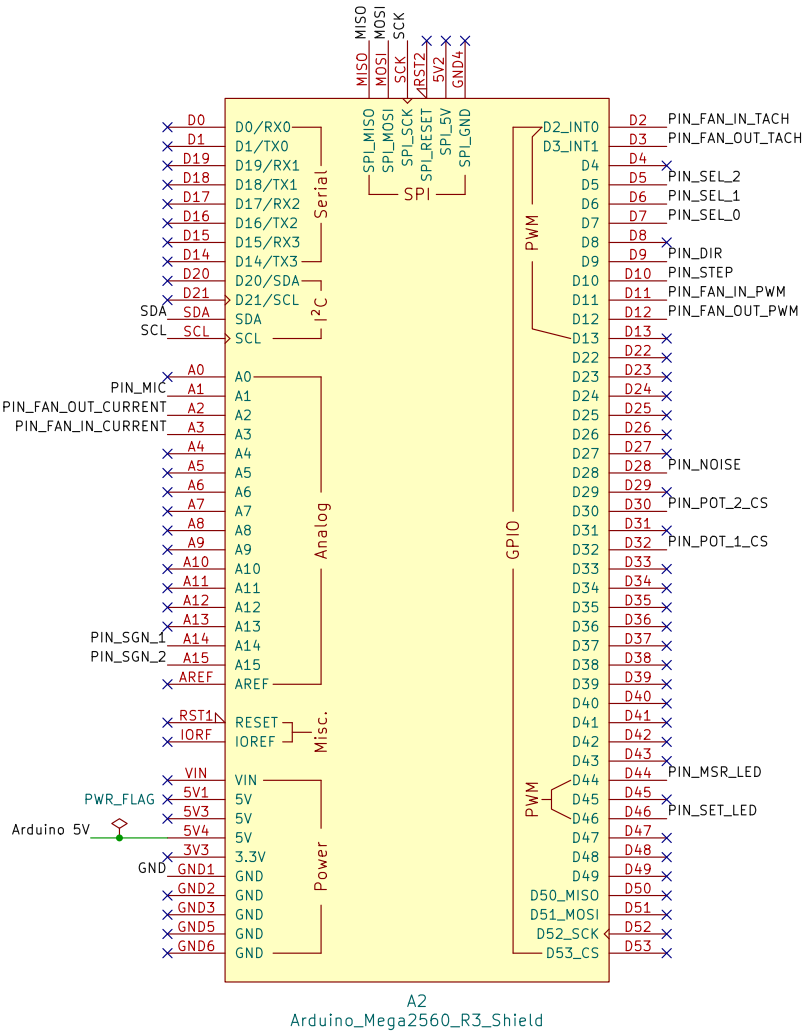 MISO MOSI SCK
MISO MOSI SCK RST2 5V2 GND4
SPI_MISO SPI_MOSI SPI_SCK SPI_RESET SPI_5V SPI_GND
SPI
D0 D0/RX0 D2_INT0 D2 PIN_FAN_IN_TACH
D1 D1/TX0 D3_INT1 D3 PIN_FAN_OUT_TACH
D19 D19/RX1 D4 D4
D18 D18/TX1 D5 D5 PIN_SEL_2
D17 D17/RX2 D6 D6 PIN_SEL_1
D16 D16/TX2 D7 D7 PIN_SEL_0
D15 D15/RX3 D8 D8
D14 D14/TX3 D9 D9 PIN_DIR
Serial
PWM
D20 D20/SDA D10 D10 PIN_STEP
D21 D21/SCL D11 D11 PIN_FAN_IN_PWM
SDA SDA SDA D12 D12 PIN_FAN_OUT_PWM
SCL SCL SCL D13 D13
I²C
D22 D22
A0 A0 D23 D23
PIN_MIC A1 A1 D24 D24
PIN_FAN_OUT_CURRENT A2 A2 D25 D25
PIN_FAN_IN_CURRENT A3 A3 D26 D26
A4 A4 D27 D27
A5 A5 D28 D28 PIN_NOISE
A6 A6 D29 D29
A7 A7 D30 D30 PIN_POT_2_CS
A8 A8 D31 D31
A9 A9 D32 D32 PIN_POT_1_CS
Analog
GPIO
A10 A10 D33 D33
A11 A11 D34 D34
A12 A12 D35 D35
A13 A13 D36 D36
PIN_SGN_1 A14 A14 D37 D37
PIN_SGN_2 A15 A15 D38 D38
AREF AREF D39 D39
D40 D40
RST1 RESET D41 D41
IORF IOREF D42 D42
Misc.
D43 D43
VIN VIN D44 D44 PIN_MSR_LED
PWR_FLAG 5V1 5V D45 D45
5V3 5V D46 D46 PIN_SET_LED
PWM
Arduino 5V 5V4 5V D47 D47
3V3 3.3V D48 D48
GND GND1 GND D49 D49
Power
GND2 GND D50_MISO D50
GND3 GND D51_MOSI D51
GND5 GND D52_SCK D52
GND6 GND D53_CS D53
A2
Arduino_Mega2560_R3_Shield